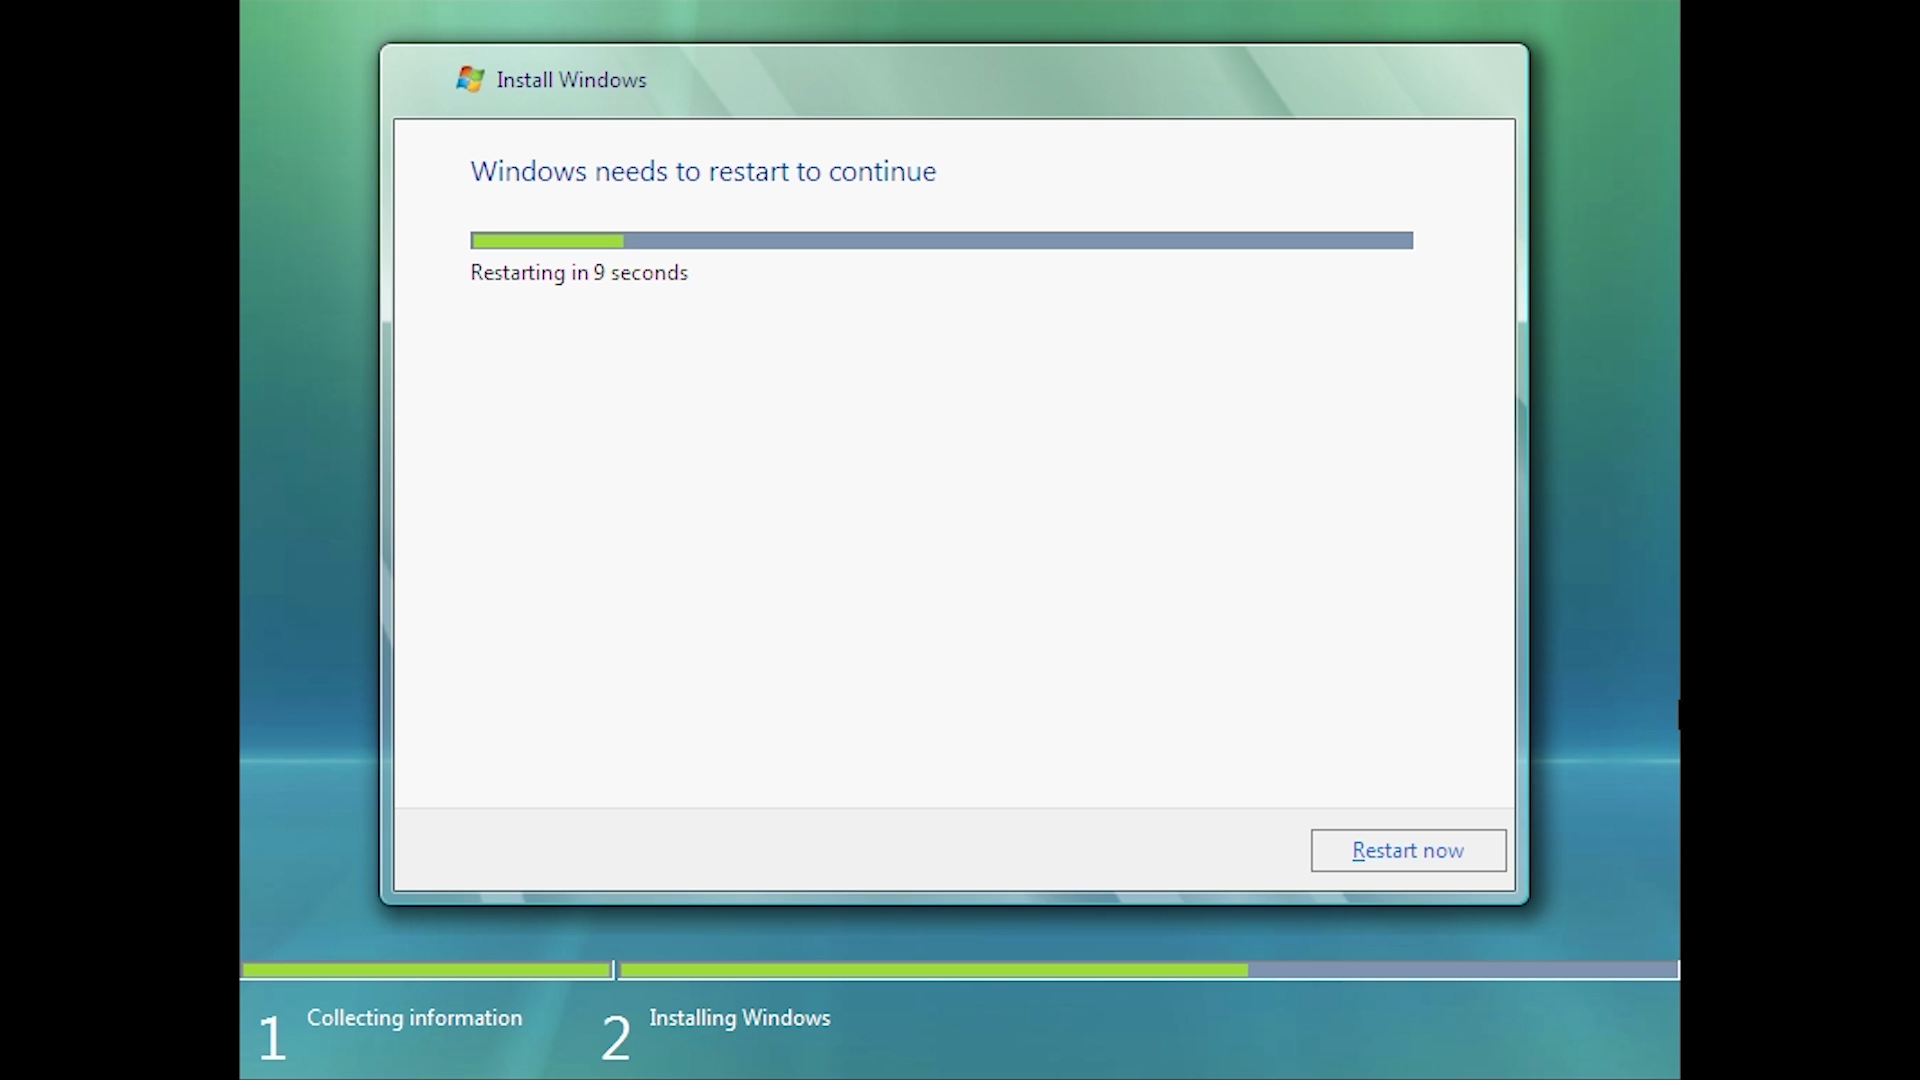 Install Windows
Windows needs to restart to continue
Restarting in 9 seconds
Restart now
1 Collecting information
2 Installing Windows